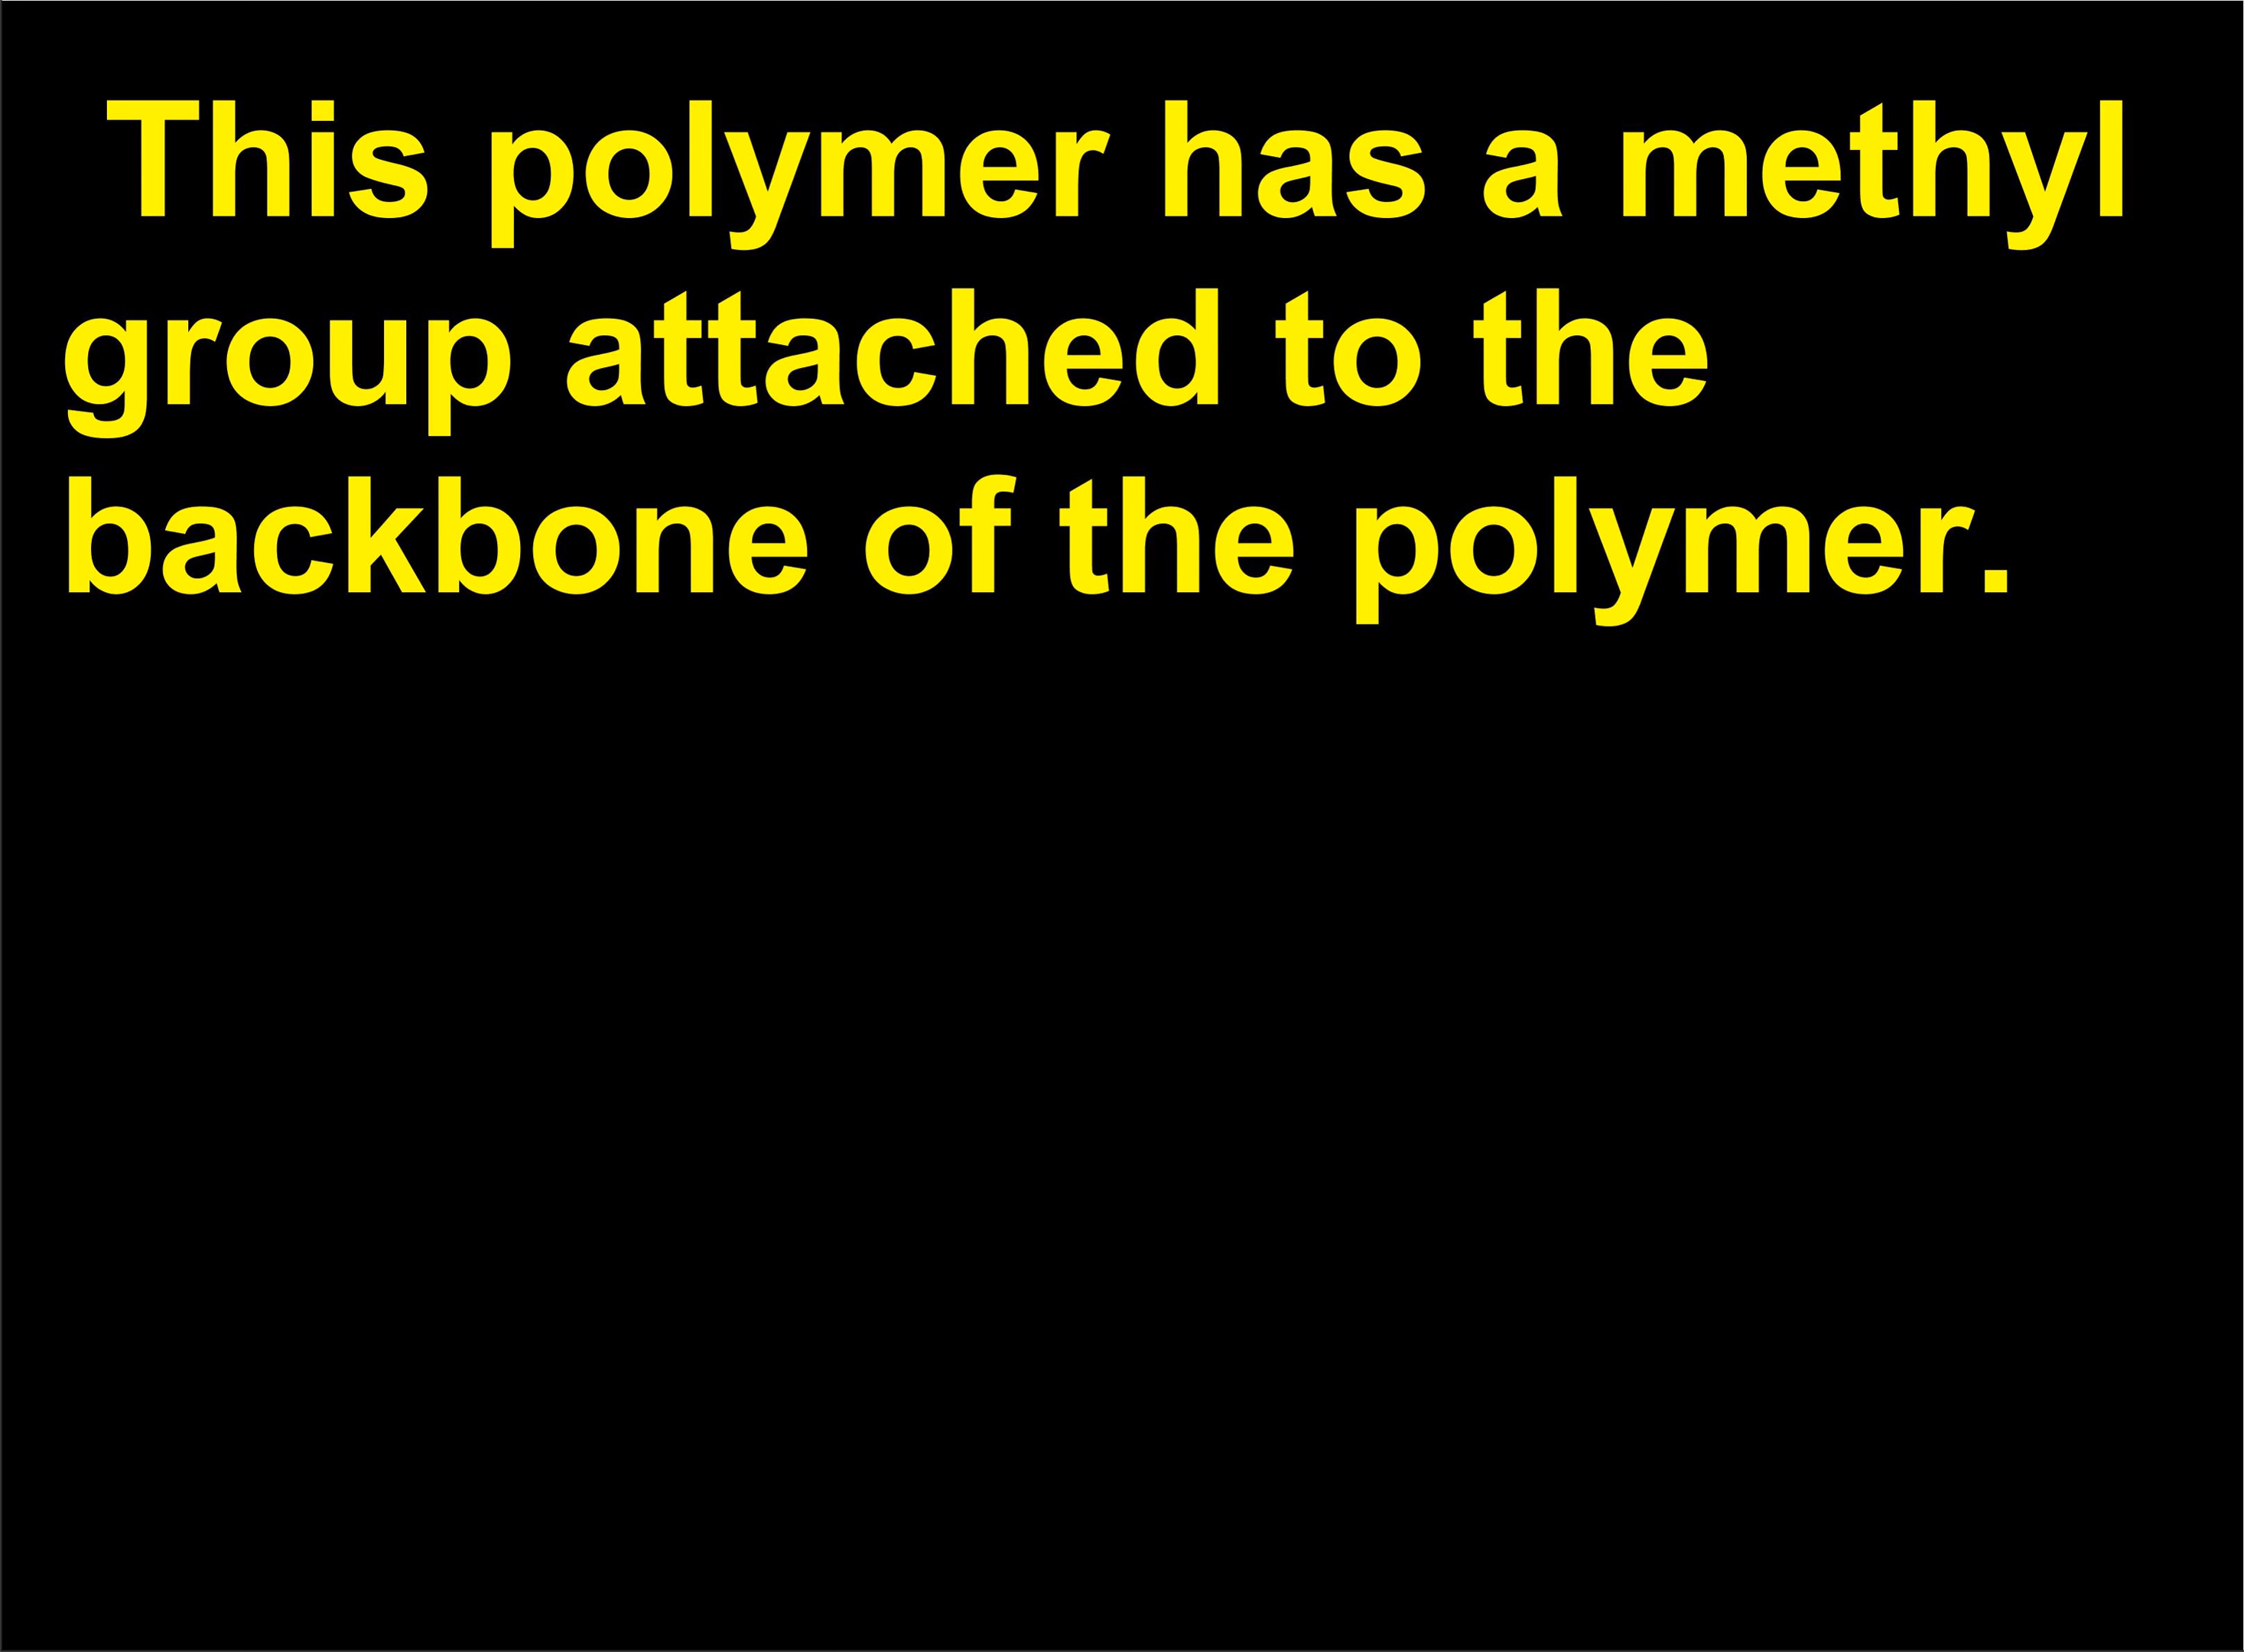 This polymer has a methyl
group attached to the
backbone of the polymer.